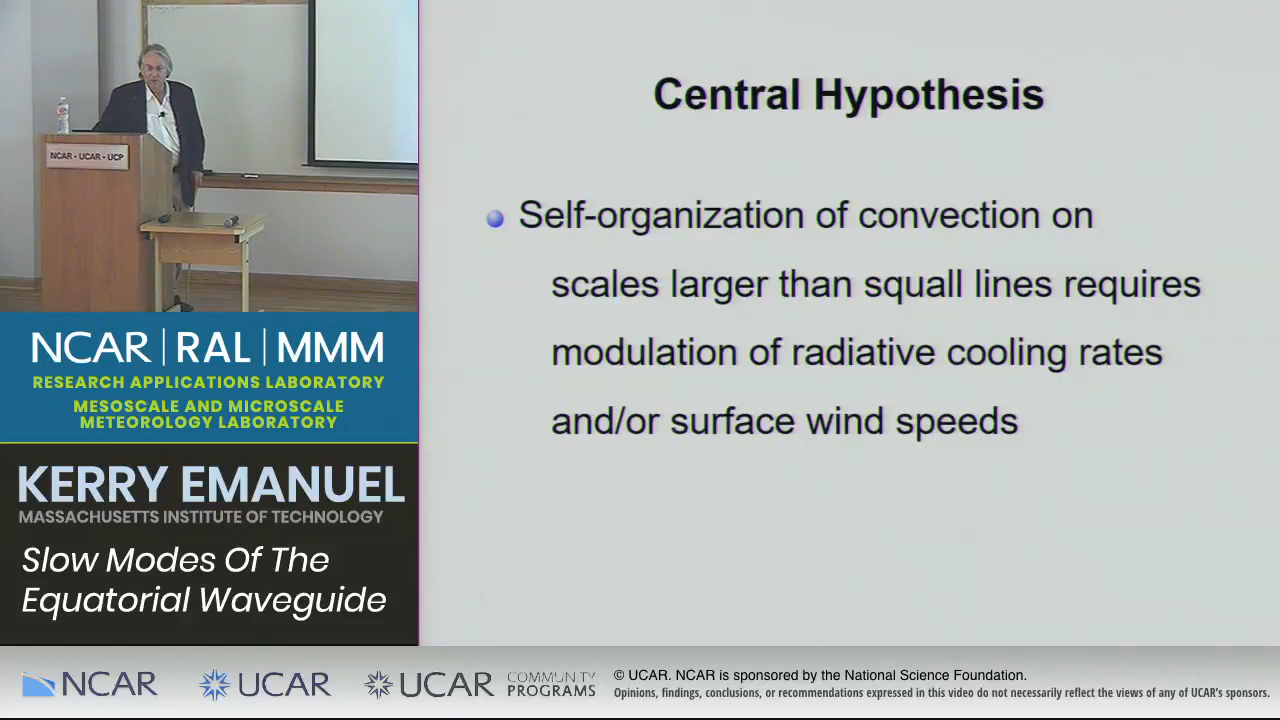 NCAR • UCAR • UCP
Central Hypothesis
Self-organization of convection on
scales larger than squall lines requires
modulation of radiative cooling rates
and/or surface wind speeds
NCAR | RAL | MMM
RESEARCH APPLICATIONS LABORATORY
MESOSCALE AND MICROSCALE
METEOROLOGY LABORATORY
KERRY EMANUEL
MASSACHUSETTS INSTITUTE OF TECHNOLOGY
Slow Modes Of The
Equatorial Waveguide
NCAR
UCAR
UCAR COMMUNITY
PROGRAMS
© UCAR. NCAR is sponsored by the National Science Foundation.
Opinions, findings, conclusions, or recommendations expressed in this video do not necessarily reflect the views of any of UCAR's sponsors.